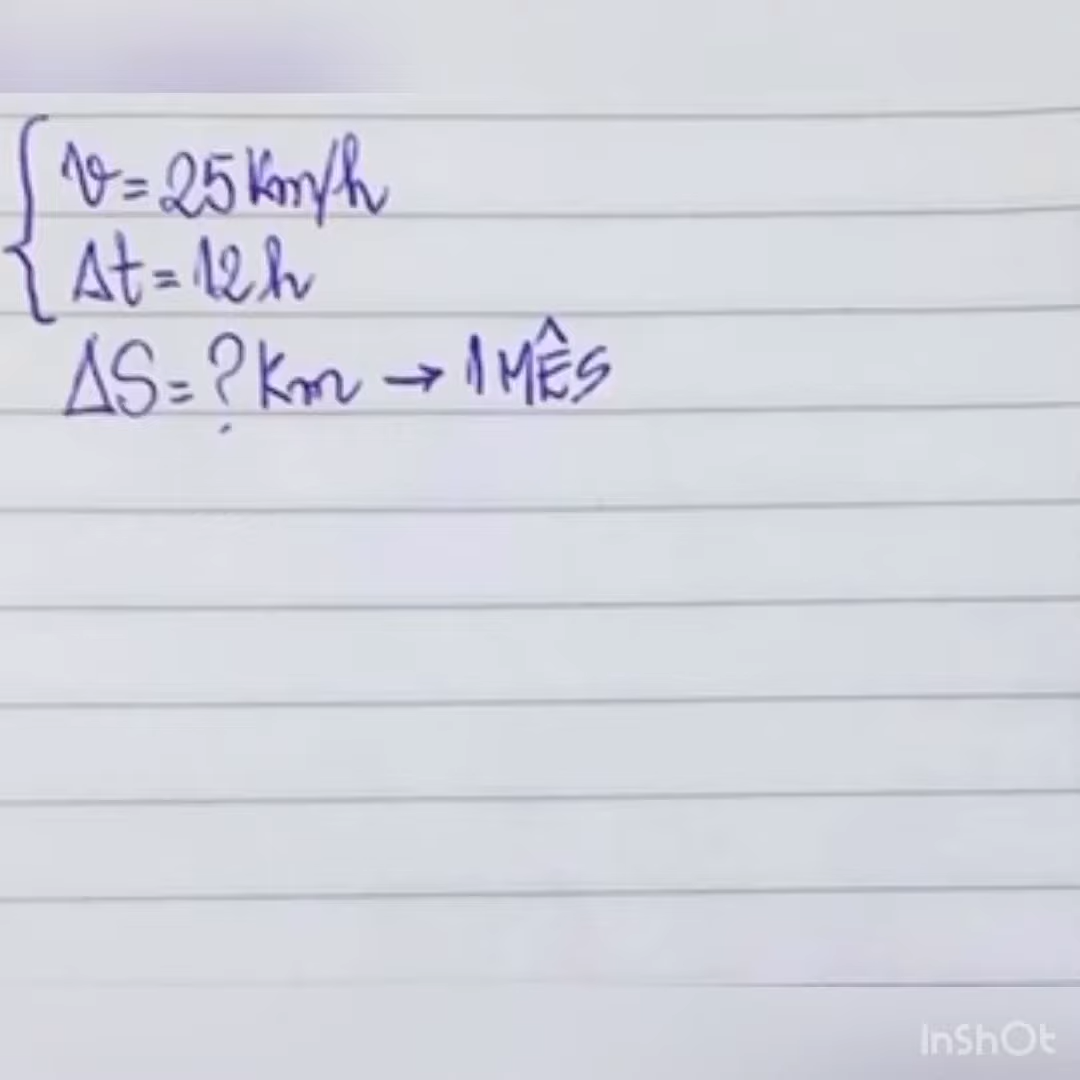 v = 25 Km/h
Δt = 12 h
ΔS = ? Km → 1 MÊS
InShOt